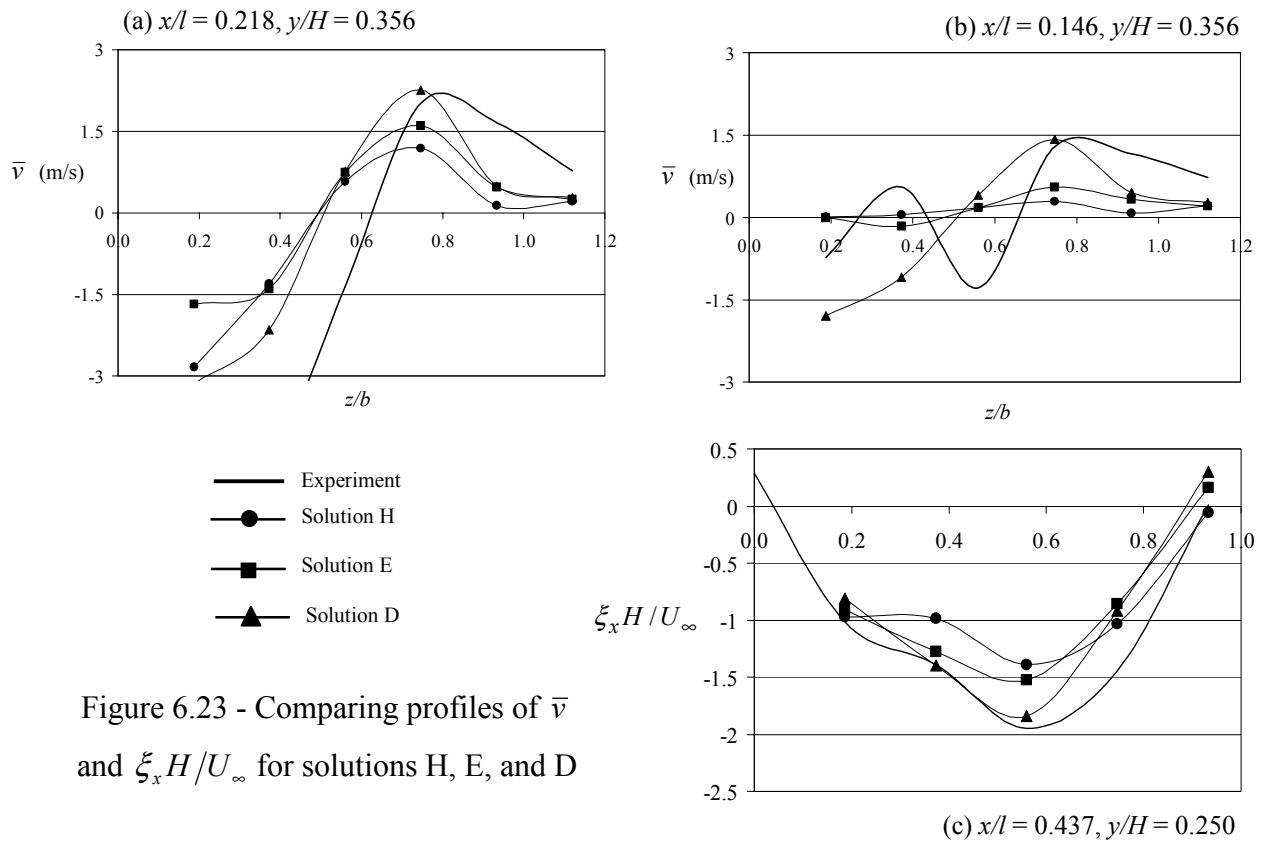 (a) x/l = 0.218, y/H = 0.356
3
1.5
v̅ (m/s)
0
0.0 0.2 0.4 0.6 0.8 1.0 1.2
-1.5
-3
z/b
(b) x/l = 0.146, y/H = 0.356
3
1.5
v̅ (m/s)
0
0.0 0.2 0.4 0.6 0.8 1.0 1.2
-1.5
-3
z/b
Experiment
Solution H
Solution E
Solution D
0.5
0
0.0 0.2 0.4 0.6 0.8 1.0
-0.5
-1
ξₓH/U∞
-1.5
-2
-2.5
(c) x/l = 0.437, y/H = 0.250
Figure 6.23 - Comparing profiles of v̅
and ξₓH/U∞ for solutions H, E, and D